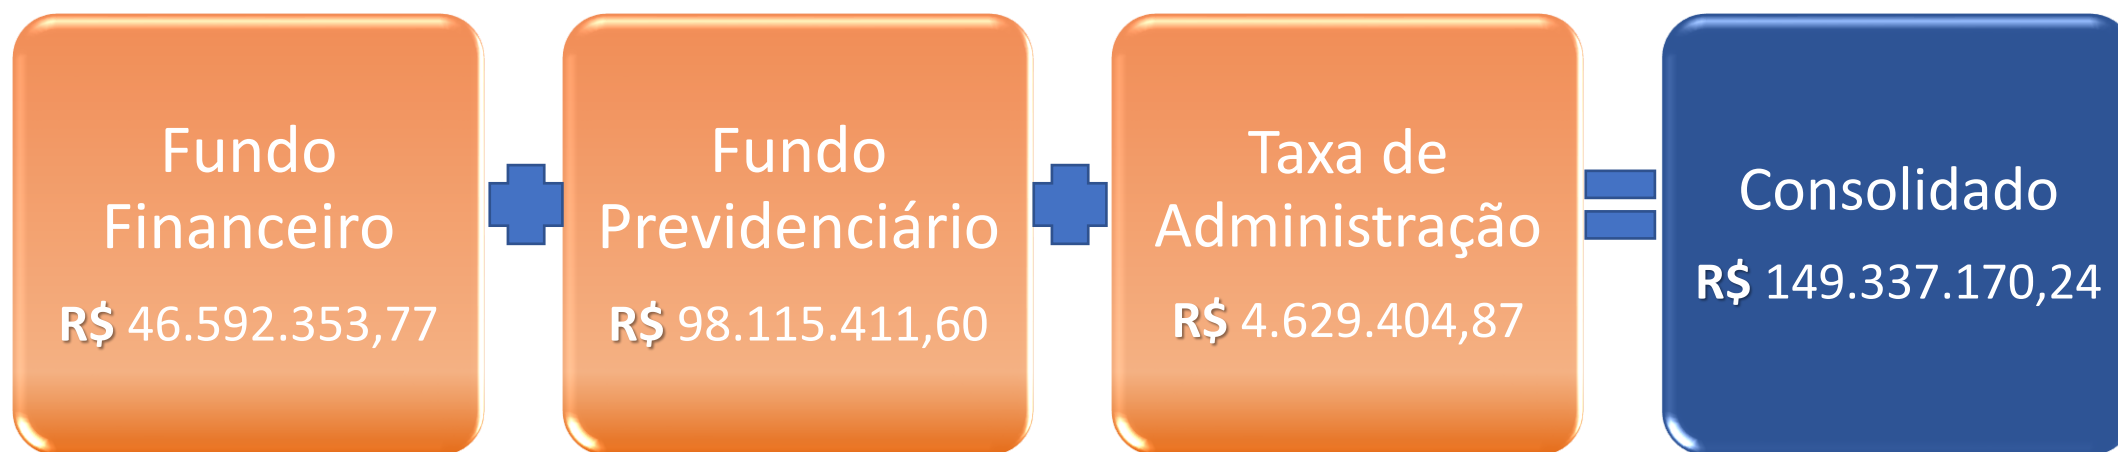 Fundo
Financeiro
R$ 46.592.353,77
Fundo
Previdenciário
R$ 98.115.411,60
Taxa de
Administração
R$ 4.629.404,87
Consolidado
R$ 149.337.170,24